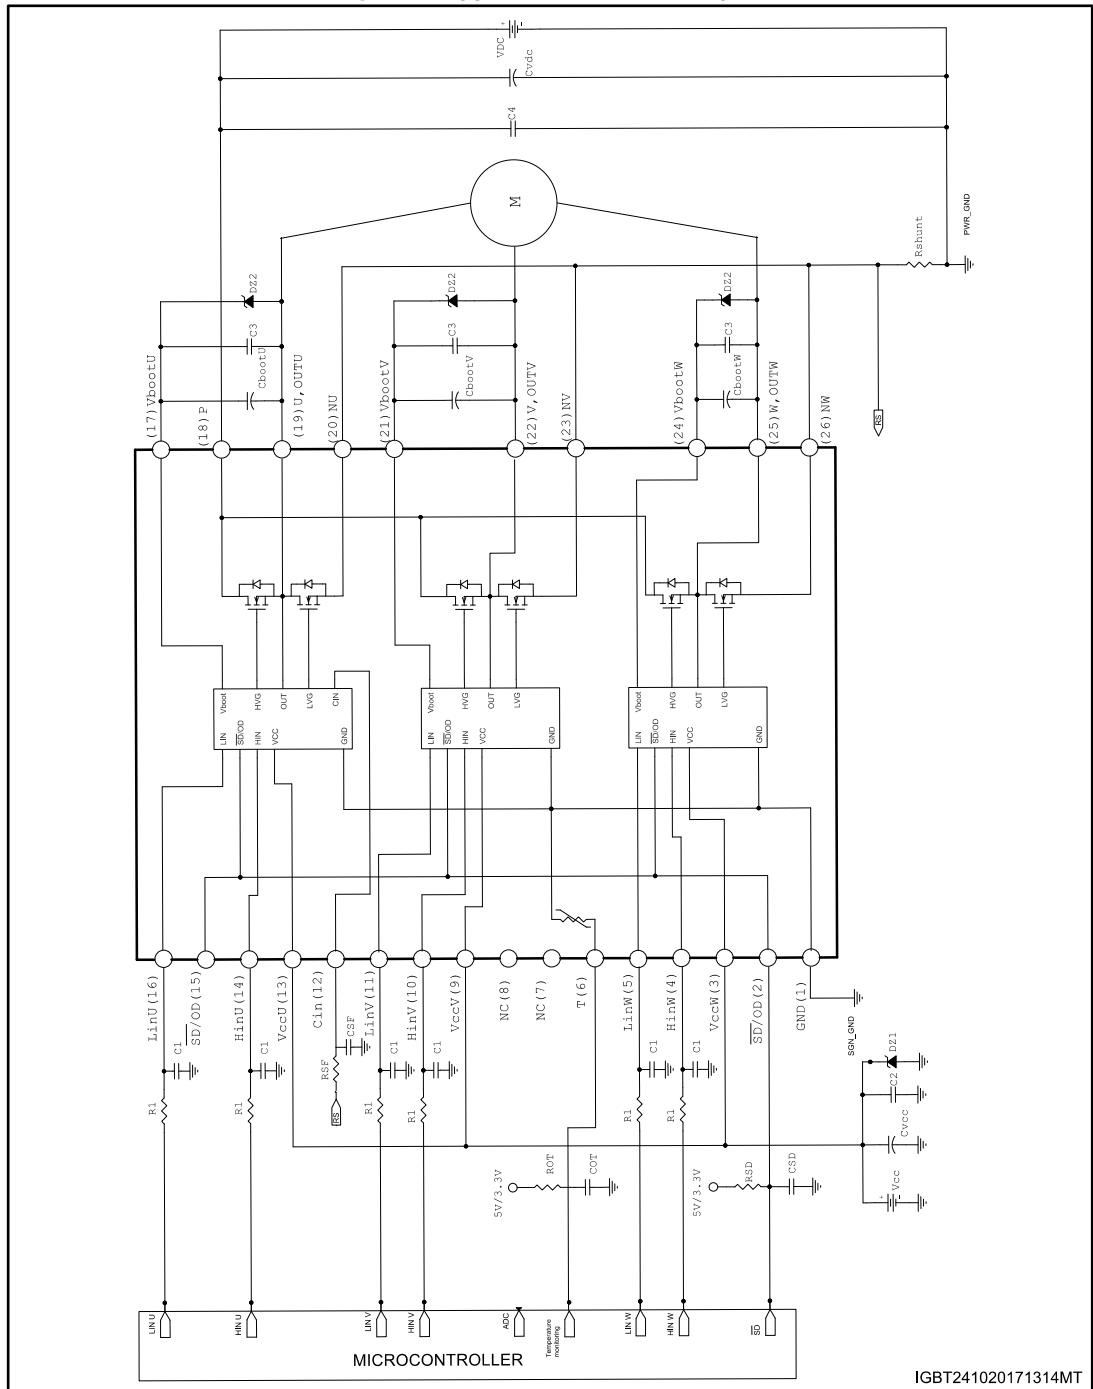 VDC
+
-
Cvdc
C4
M
Rshunt
PWR_GND
DZ2
C3
CbootU
DZ2
C3
CbootV
DZ2
C3
CbootW
RS
(17)VbootU
(18)P
(19)U,OUTU
(20)NU
(21)VbootV
(22)V,OUTV
(23)NV
(24)VbootW
(25)W,OUTW
(26)NW
Vboot
HVG
OUT
LVG
CIN
LIN
SD/OD
HIN
VCC
GND
Vboot
HVG
OUT
LVG
LIN
SD/OD
HIN
VCC
GND
Vboot
HVG
OUT
LVG
LIN
SD/OD
HIN
VCC
GND
LinU(16)
SD/OD(15)
HinU(14)
VccU(13)
Cin(12)
LinV(11)
HinV(10)
VccV(9)
NC(8)
NC(7)
T(6)
LinW(5)
HinW(4)
VccW(3)
SD/OD(2)
GND(1)
SGN_GND
C1
C1
CSF
C1
C1
C1
C1
DZ1
C2
Cvcc
Vcc
+
-
R1
R1
RSF
RS
R1
R1
R1
R1
5V/3.3V
ROT
COT
5V/3.3V
RSD
CSD
LIN U
HIN U
LIN V
HIN V
ADC
Temperature
monitoring
LIN W
HIN W
SD
MICROCONTROLLER
IGBT241020171314MT